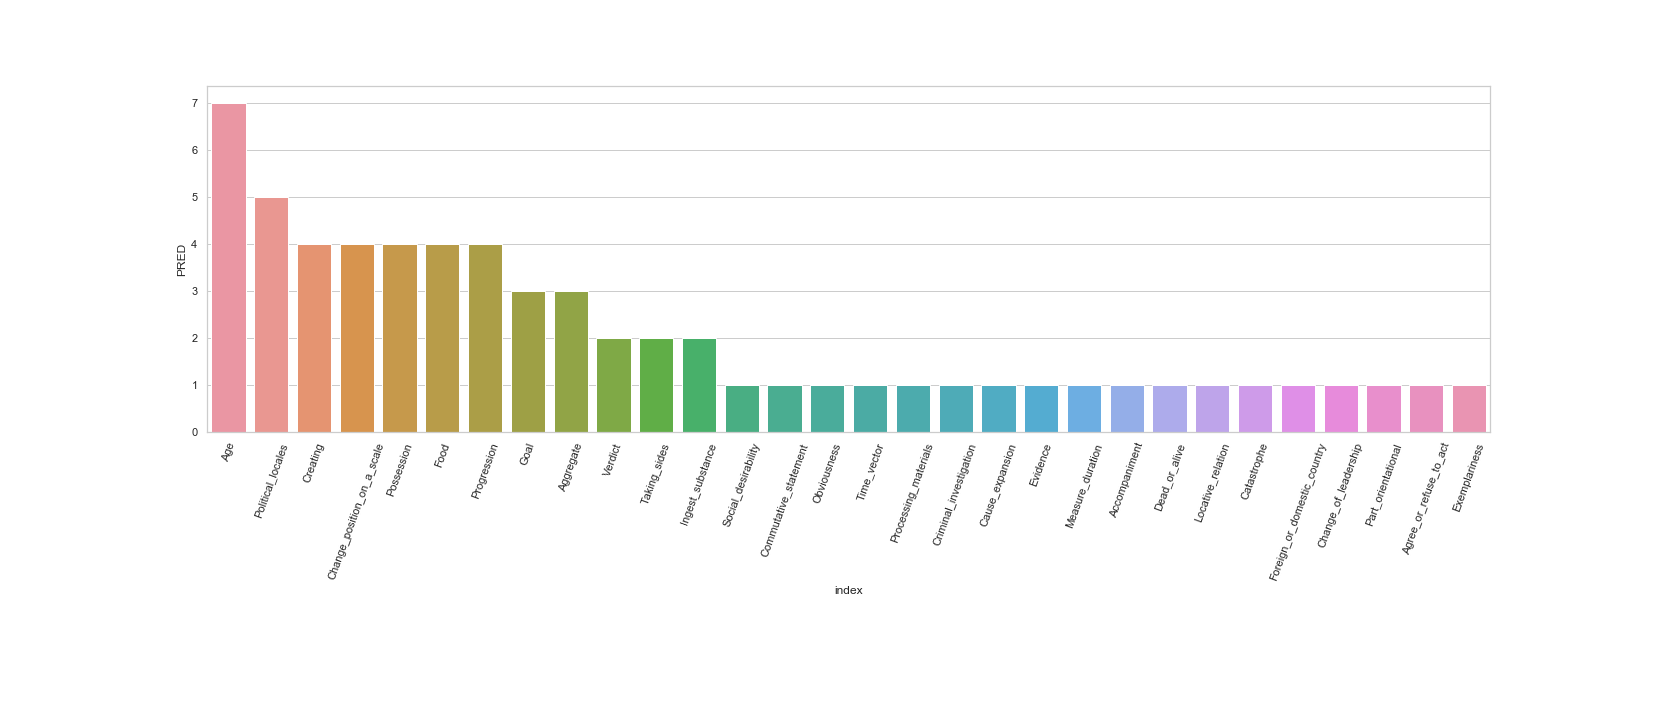 7
6
5
4
3
2
1
0
PRED
Age
Political_locales
Creating
Change_position_on_a_scale
Possession
Food
Progression
Goal
Aggregate
Verdict
Taking_sides
Ingest_substance
Social_desirability
Commutative_statement
Obviousness
Time_vector
Processing_materials
Criminal_investigation
Cause_expansion
Evidence
Measure_duration
Accompaniment
Dead_or_alive
Locative_relation
Catastrophe
Foreign_or_domestic_country
Change_of_leadership
Part_orientational
Agree_or_refuse_to_act
Exemplariness
index